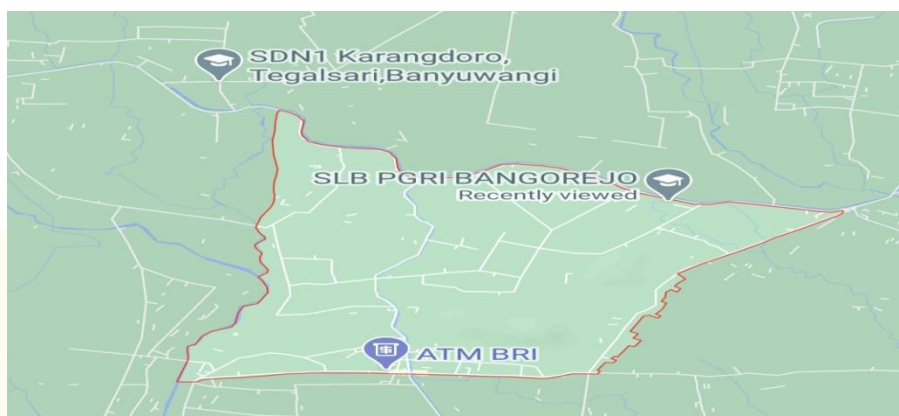 SDN1 Karangdoro,
Tegalsari,Banyuwangi
SLB PGRI BANGOREJO
Recently viewed
ATM BRI